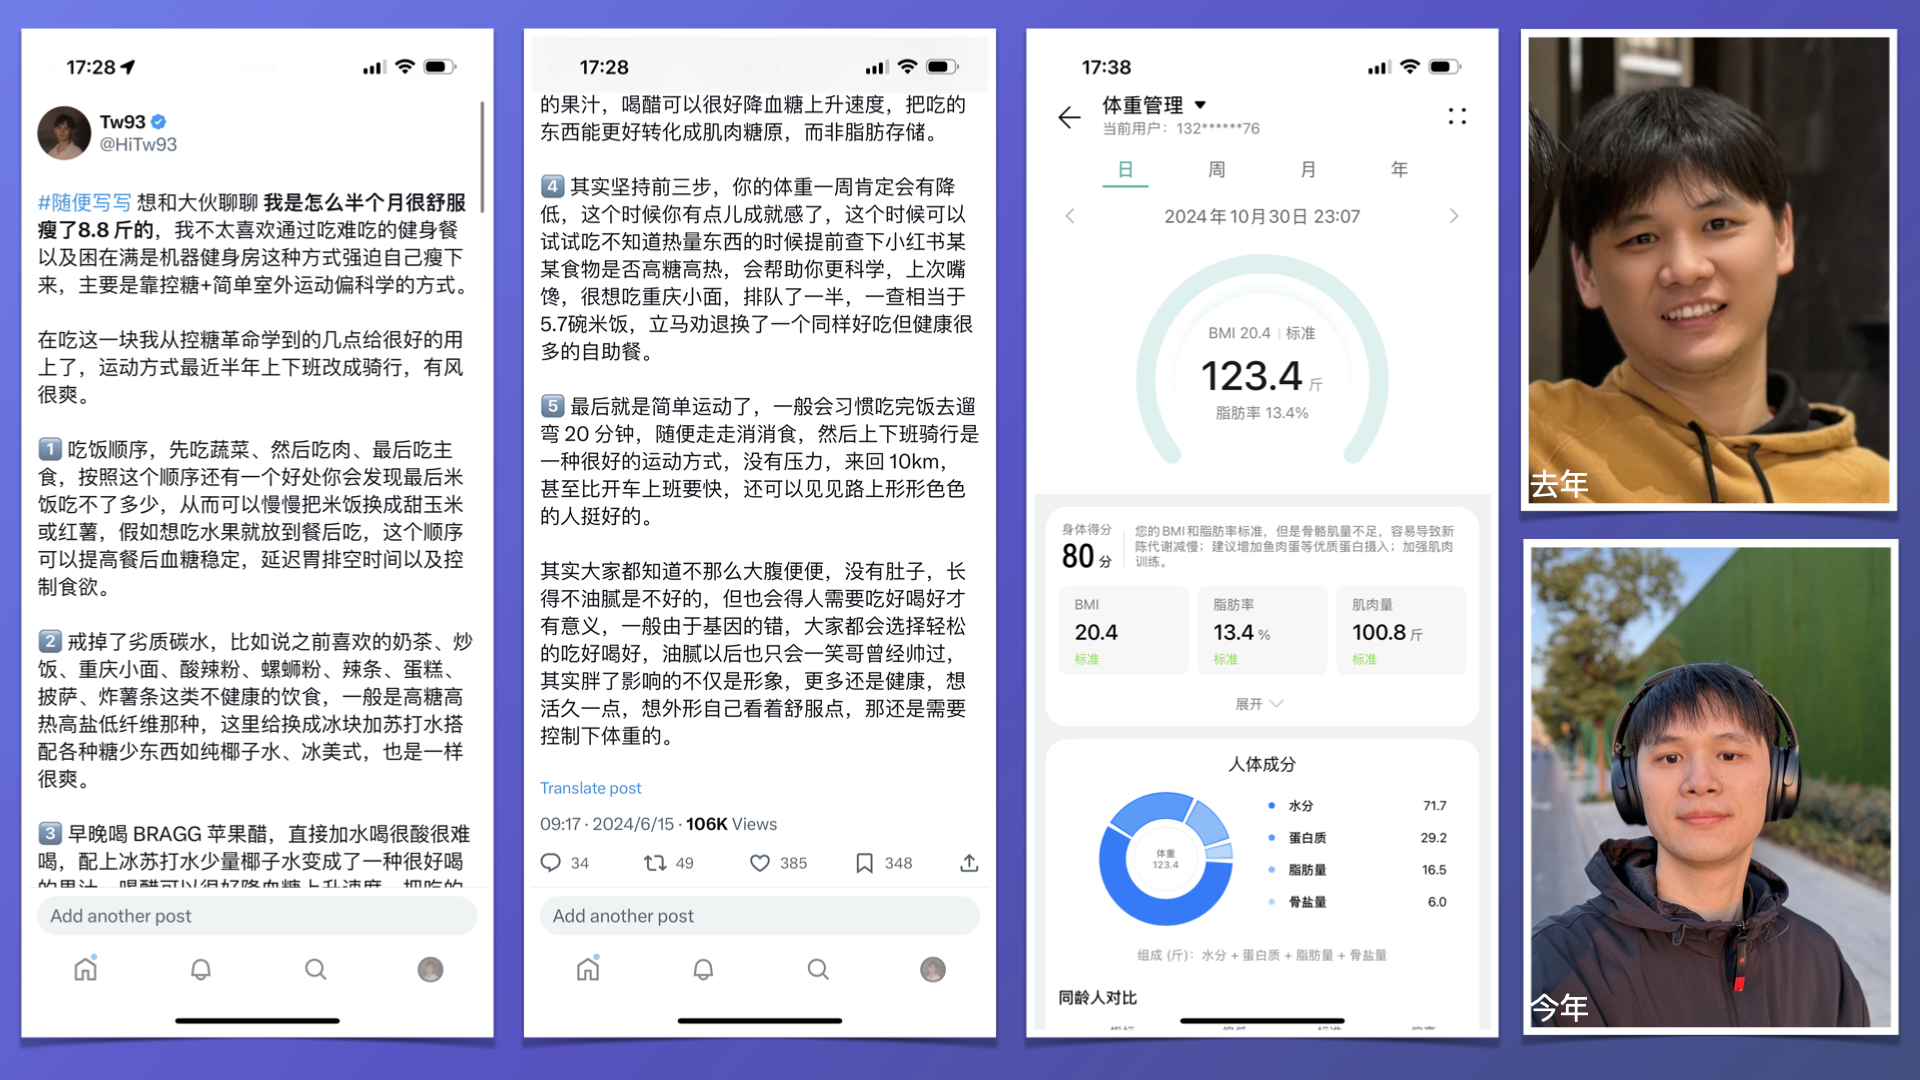 17:28
Tw93
@HiTw93
#随便写写 想和大伙聊聊 我是怎么半个月很舒服
瘦了8.8 斤的，我不太喜欢通过吃难吃的健身餐
以及困在满是机器健身房这种方式强迫自己瘦下
来，主要是靠控糖+简单室外运动偏科学的方式。
在吃这一块我从控糖革命学到的几点给很好的用
上了，运动方式最近半年上下班改成骑行，有风
很爽。
1 吃饭顺序，先吃蔬菜、然后吃肉、最后吃主
食，按照这个顺序还有一个好处你会发现最后米
饭吃不了多少，从而可以慢慢把米饭换成甜玉米
或红薯，假如想吃水果就放到餐后吃，这个顺序
可以提高餐后血糖稳定，延迟胃排空时间以及控
制食欲。
2 戒掉了劣质碳水，比如说之前喜欢的奶茶、炒
饭、重庆小面、酸辣粉、螺蛳粉、辣条、蛋糕、
披萨、炸薯条这类不健康的饮食，一般是高糖高
热高盐低纤维那种，这里给换成冰块加苏打水搭
配各种糖少东西如纯椰子水、冰美式，也是一样
很爽。
3 早晚喝 BRAGG 苹果醋，直接加水喝很酸很难
喝，配上冰苏打水少量椰子水变成了一种很好喝
的果汁，喝醋可以很好降血糖上升速度，把吃的
Add another post
17:28
的果汁，喝醋可以很好降血糖上升速度，把吃的
东西能更好转化成肌肉糖原，而非脂肪存储。
4 其实坚持前三步，你的体重一周肯定会有降
低，这个时候你有点儿成就感了，这个时候可以
试试吃不知道热量东西的时候提前查下小红书某
某食物是否高糖高热，会帮助你更科学，上次嘴
馋，很想吃重庆小面，排队了一半，一查相当于
5.7碗米饭，立马劝退换了一个同样好吃但健康很
多的自助餐。
5 最后就是简单运动了，一般会习惯吃完饭去遛
弯 20 分钟，随便走走消消食，然后上下班骑行是
一种很好的运动方式，没有压力，来回 10km，
甚至比开车上班要快，还可以见见路上形形色色
的人挺好的。
其实大家都知道不那么大腹便便，没有肚子，长
得不油腻是不好的，但也会得人需要吃好喝好才
有意义，一般由于基因的错，大家都会选择轻松
的吃好喝好，油腻以后也只会一笑哥曾经帅过，
其实胖了影响的不仅是形象，更多还是健康，想
活久一点，想外形自己看着舒服点，那还是需要
控制下体重的。
Translate post
09:17 · 2024/6/15 · 106K Views
34 49 385 348
Add another post
17:38
体重管理
当前用户：132******76
日 周 月 年
2024年10月30日 23:07
BMI 20.4 | 标准
123.4 斤
脂肪率 13.4%
身体得分
80 分
您的BMI和脂肪率标准，但是骨骼肌量不足，容易导致新
陈代谢减慢；建议增加鱼肉蛋等优质蛋白摄入；加强肌肉
训练。
BMI 脂肪率 肌肉量
20.4 13.4 % 100.8 斤
标准 标准 标准
展开
人体成分
体重
123.4
水分 71.7
蛋白质 29.2
脂肪量 16.5
骨盐量 6.0
组成 (斤)：水分 + 蛋白质 + 脂肪量 + 骨盐量
同龄人对比
去年
今年